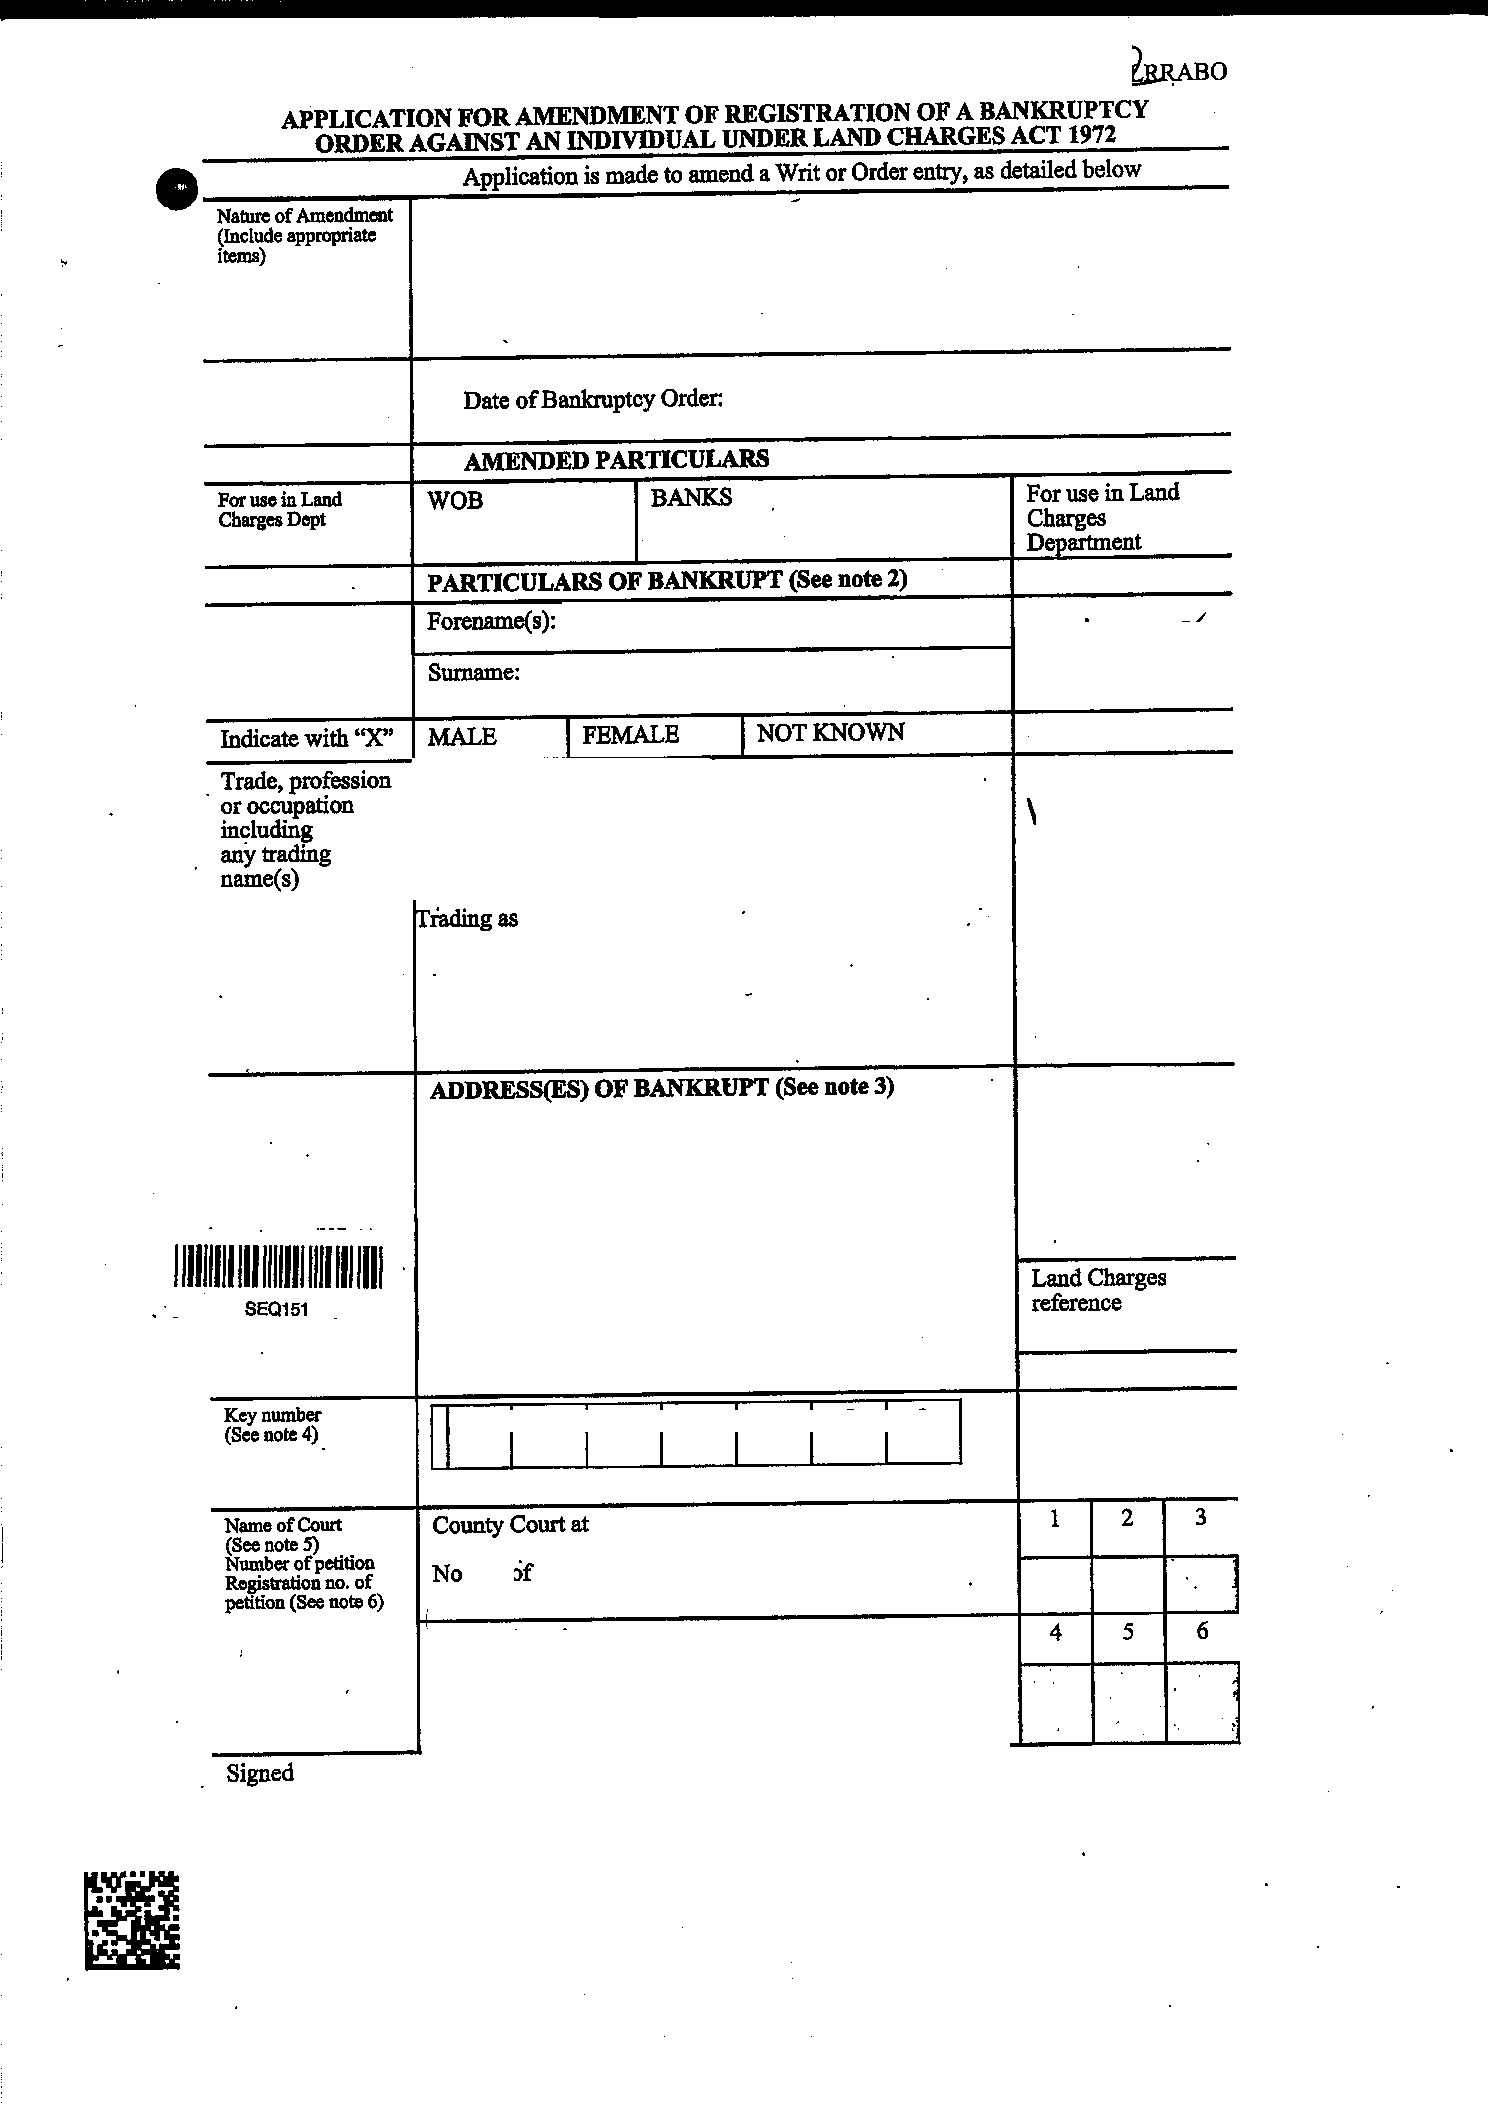 2RRABO
APPLICATION FOR AMENDMENT OF REGISTRATION OF A BANKRUPTCY
ORDER AGAINST AN INDIVIDUAL UNDER LAND CHARGES ACT 1972
Application is made to amend a Writ or Order entry, as detailed below
Nature of Amendment
(Include appropriate
items)
Date of Bankruptcy Order:
AMENDED PARTICULARS
For use in Land
Charges Dept
WOB
BANKS
For use in Land
Charges
Department
PARTICULARS OF BANKRUPT (See note 2)
Forename(s):
Surname:
Indicate with “X”
MALE
FEMALE
NOT KNOWN
Trade, profession
or occupation
including
any trading
name(s)
Trading as
ADDRESS(ES) OF BANKRUPT (See note 3)
SEQ151
Land Charges
reference
Key number
(See note 4)
Name of Court
(See note 5)
Number of petition
Registration no. of
petition (See note 6)
County Court at
No of
1 2 3
4 5 6
Signed